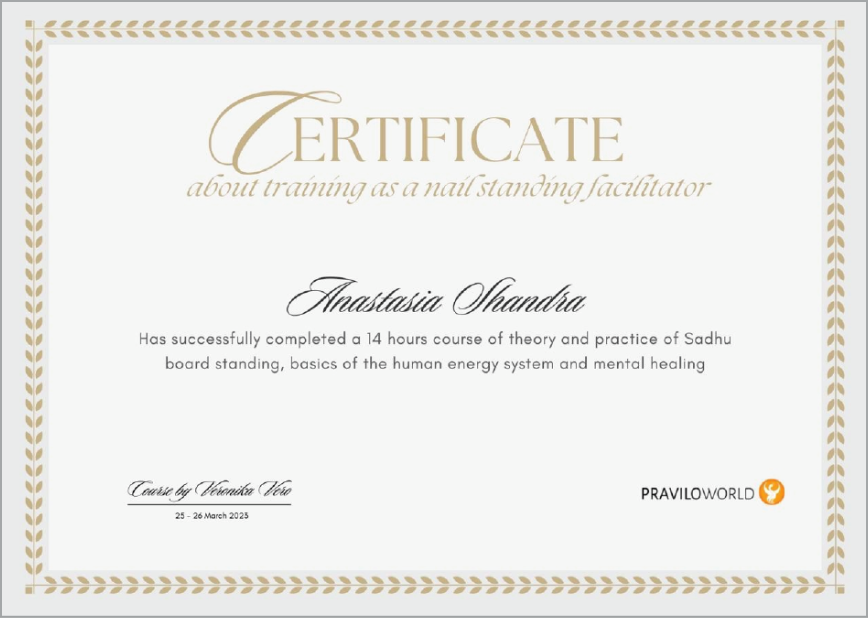 CERTIFICATE
about training as a nail standing facilitator
Anastasia Shandra
Has successfully completed a 14 hours course of theory and practice of Sadhu
board standing, basics of the human energy system and mental healing
Course by Veronika Vero
25 - 26 March 2023
PRAVILOWORLD